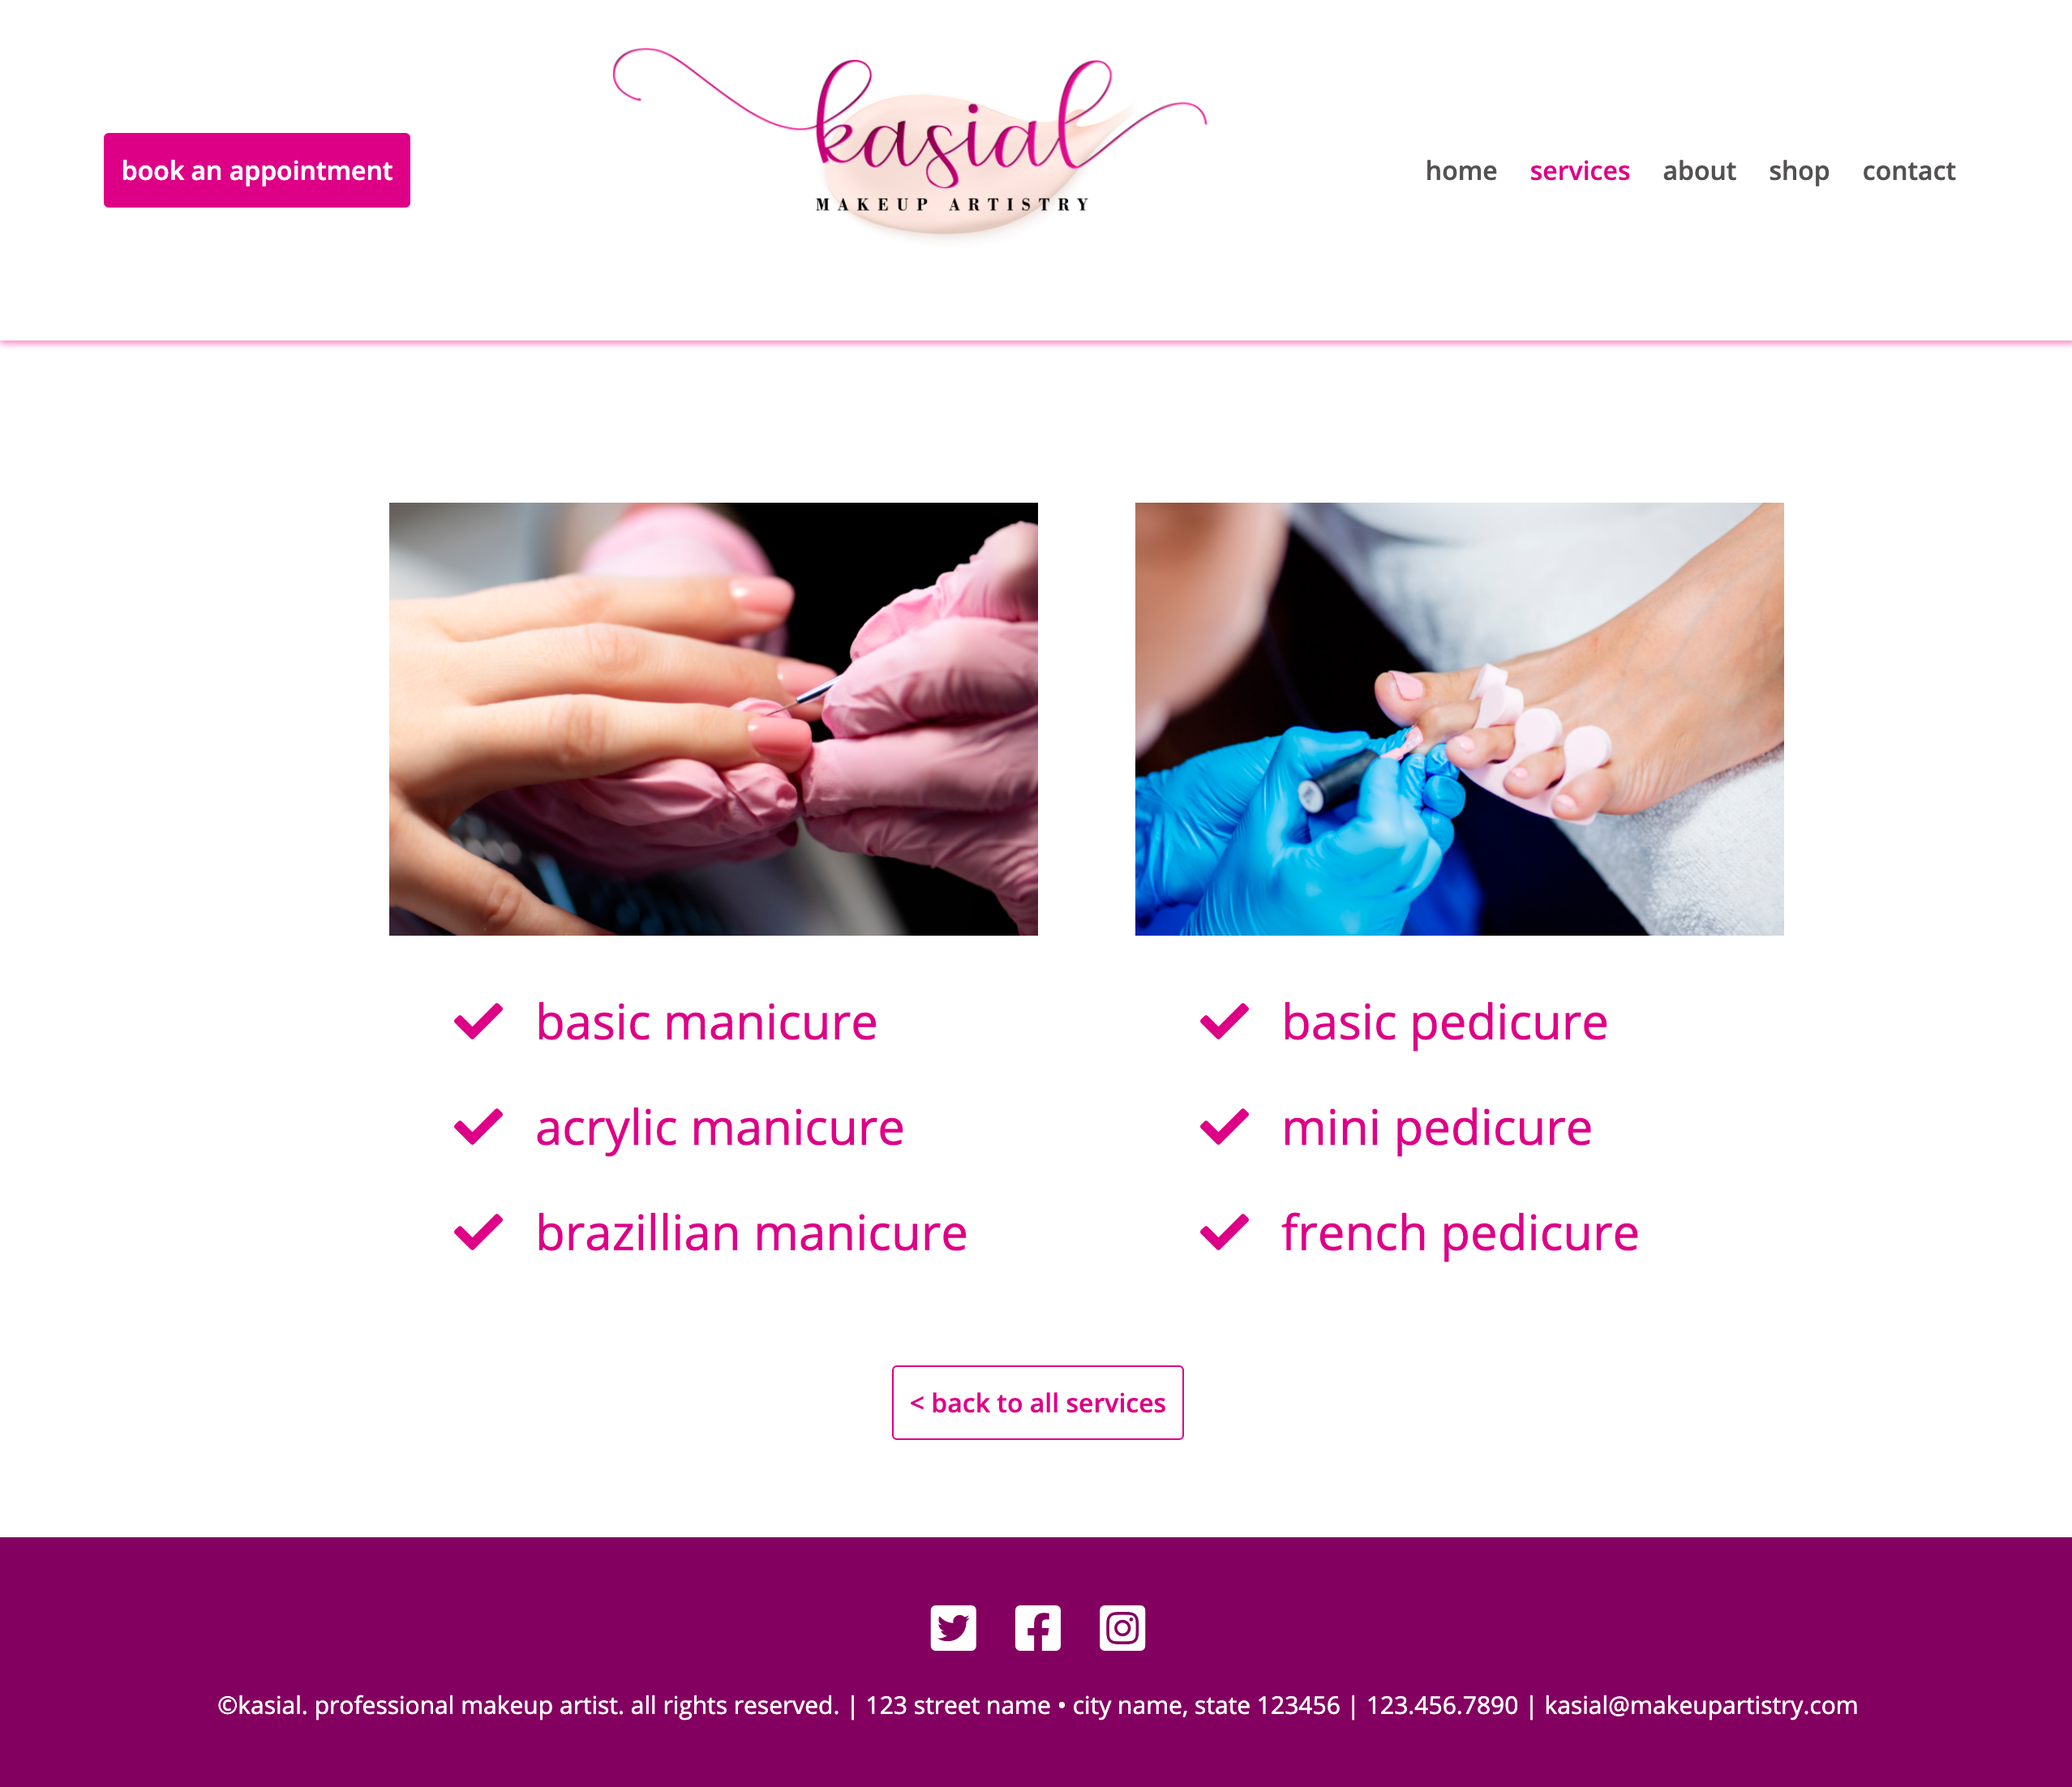 book an appointment
kasial
MAKEUP ARTISTRY
home services about shop contact
basic manicure
acrylic manicure
brazillian manicure
basic pedicure
mini pedicure
french pedicure
< back to all services
©kasial. professional makeup artist. all rights reserved. | 123 street name • city name, state 123456 | 123.456.7890 | kasial@makeupartistry.com